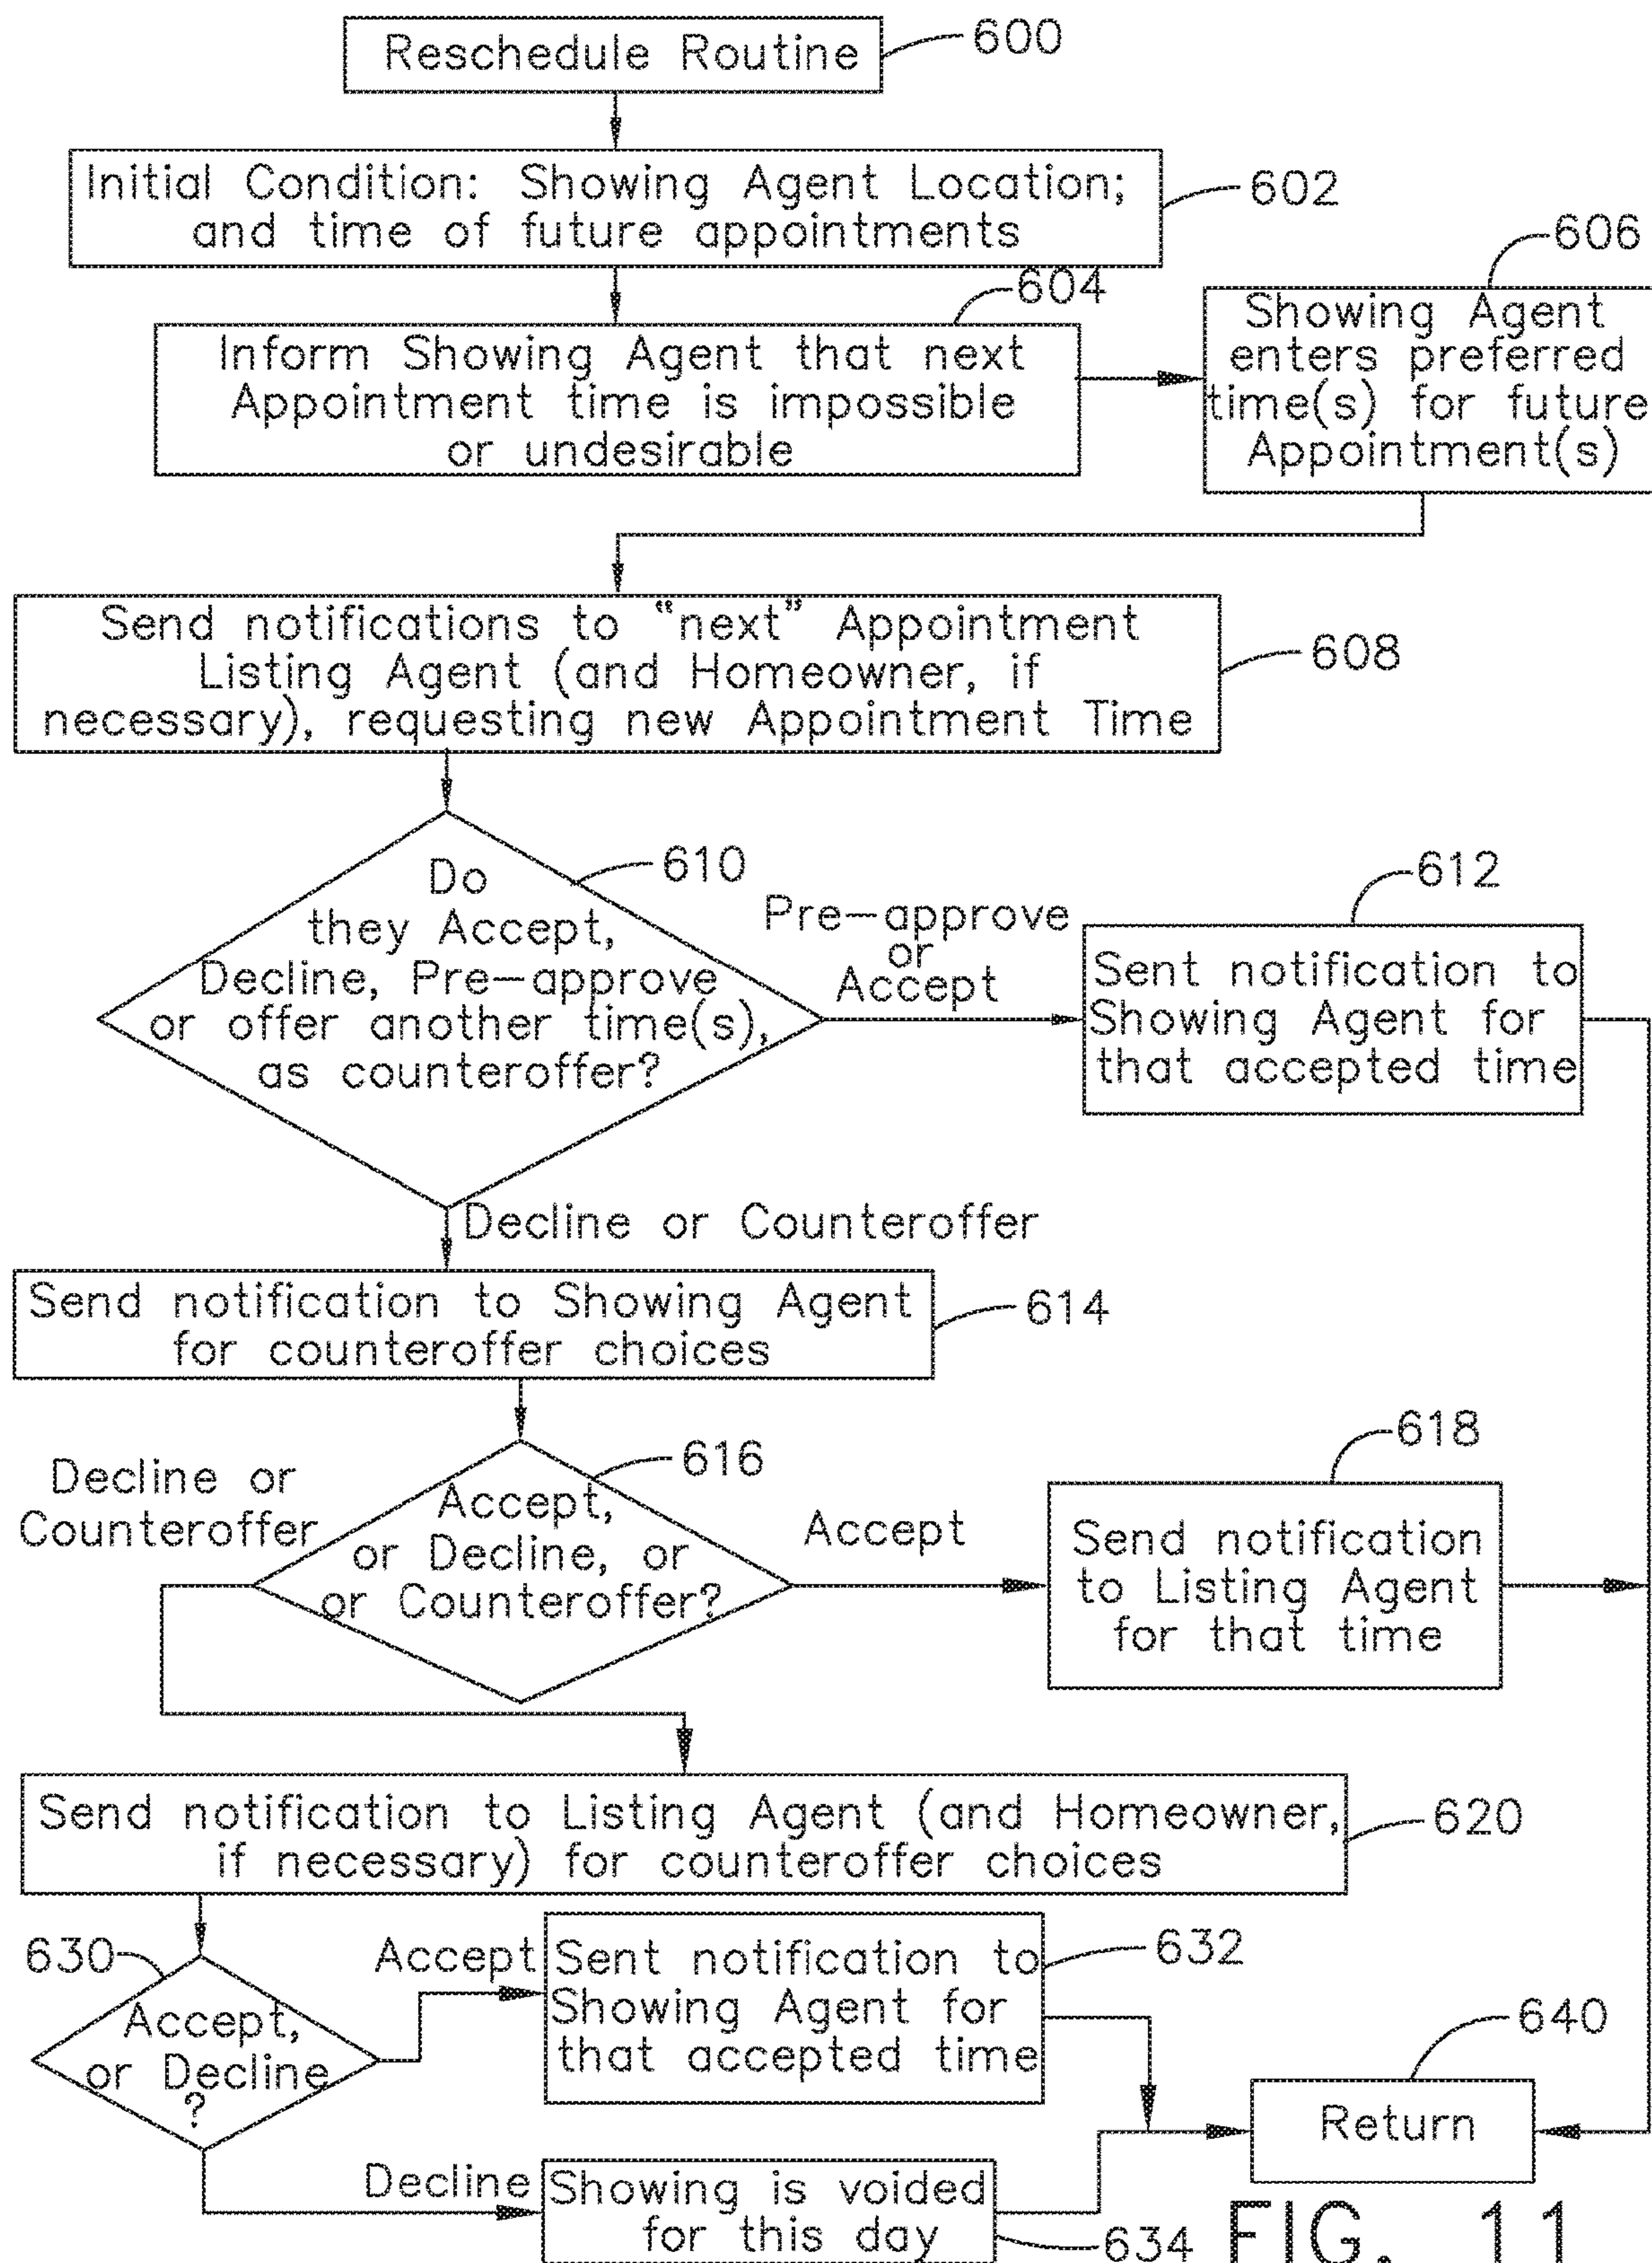 Reschedule Routine
600
Initial Condition: Showing Agent Location;
and time of future appointments
602
604
Inform Showing Agent that next
Appointment time is impossible
or undesirable
606
Showing Agent
enters preferred
time(s) for future
Appointment(s)
Send notifications to "next" Appointment
Listing Agent (and Homeowner, if
necessary), requesting new Appointment Time
608
610
Do
they Accept,
Decline, Pre-approve
or offer another time(s),
as counteroffer?
Pre-approve
or
Accept
612
Sent notification to
Showing Agent for
that accepted time
Decline or Counteroffer
Send notification to Showing Agent
for counteroffer choices
614
616
Accept,
or Decline, or
or Counteroffer?
Decline or
Counteroffer
Accept
618
Send notification
to Listing Agent
for that time
Send notification to Listing Agent (and Homeowner,
if necessary) for counteroffer choices
620
630
Accept,
or Decline
?
Accept
Sent notification to
Showing Agent for
that accepted time
632
Decline
Showing is voided
for this day
634
640
Return
FIG. 11